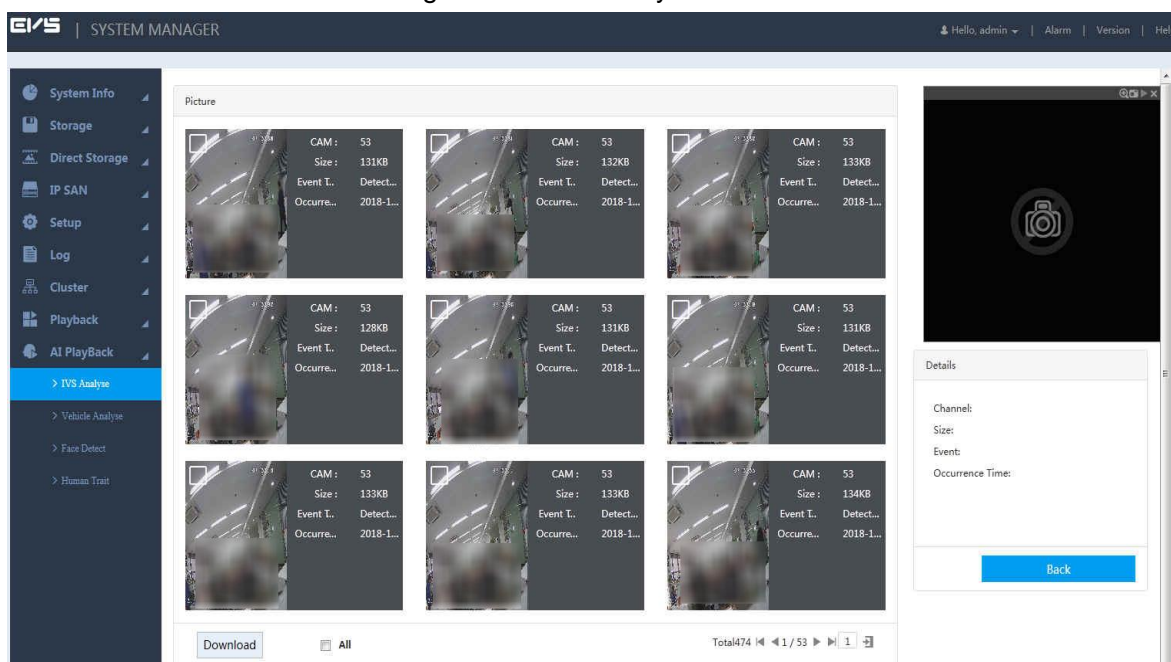 EVS | SYSTEM MANAGER
Hello, admin | Alarm | Version | Hel
System Info
Storage
Direct Storage
IP SAN
Setup
Log
Cluster
Playback
AI PlayBack
> IVS Analyse
> Vehicle Analyse
> Face Detect
> Human Trait
Picture
CAM : 53
Size : 131KB
Event T... Detect...
Occurre... 2018-1...
CAM : 53
Size : 132KB
Event T... Detect...
Occurre... 2018-1...
CAM : 53
Size : 133KB
Event T... Detect...
Occurre... 2018-1...
CAM : 53
Size : 128KB
Event T... Detect...
Occurre... 2018-1...
CAM : 53
Size : 131KB
Event T... Detect...
Occurre... 2018-1...
CAM : 53
Size : 131KB
Event T... Detect...
Occurre... 2018-1...
CAM : 53
Size : 133KB
Event T... Detect...
Occurre... 2018-1...
CAM : 53
Size : 133KB
Event T... Detect...
Occurre... 2018-1...
CAM : 53
Size : 134KB
Event T... Detect...
Occurre... 2018-1...
Download All Total474 1 / 53 1
Details
Channel:
Size:
Event:
Occurrence Time:
Back